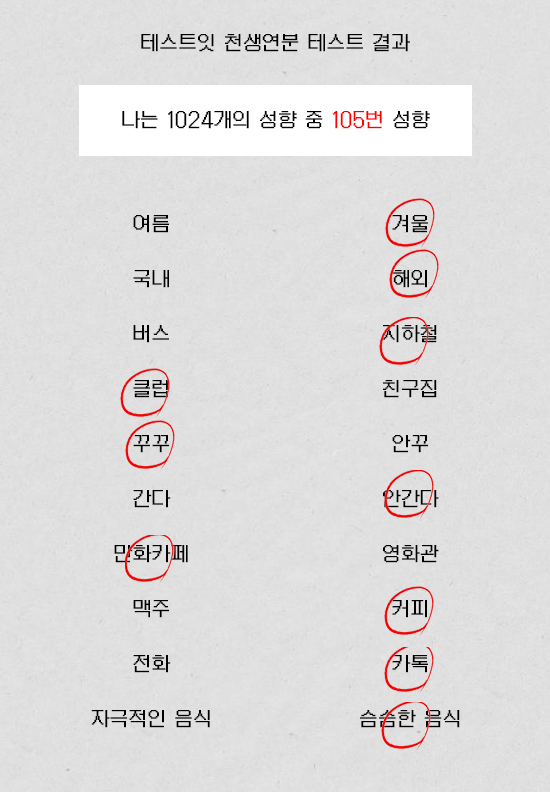 테스트잇 천생연분 테스트 결과
나는 1024개의 성향 중 105번 성향
여름 겨울
국내 해외
버스 지하철
클럽 친구집
꾸꾸 안꾸
간다 안간다
만화카페 영화관
맥주 커피
전화 카톡
자극적인 음식 슴슴한 음식